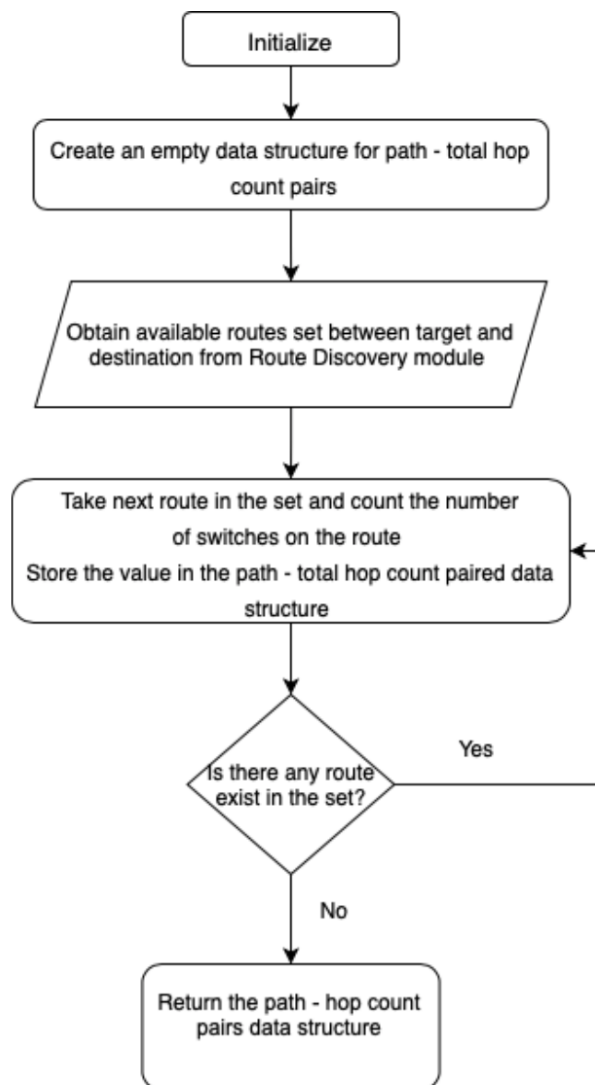 Initialize
Create an empty data structure for path - total hop
count pairs
Obtain available routes set between target and
destination from Route Discovery module
Take next route in the set and count the number
of switches on the route
Store the value in the path - total hop count paired data
structure
Is there any route
exist in the set?
Yes
No
Return the path - hop count
pairs data structure